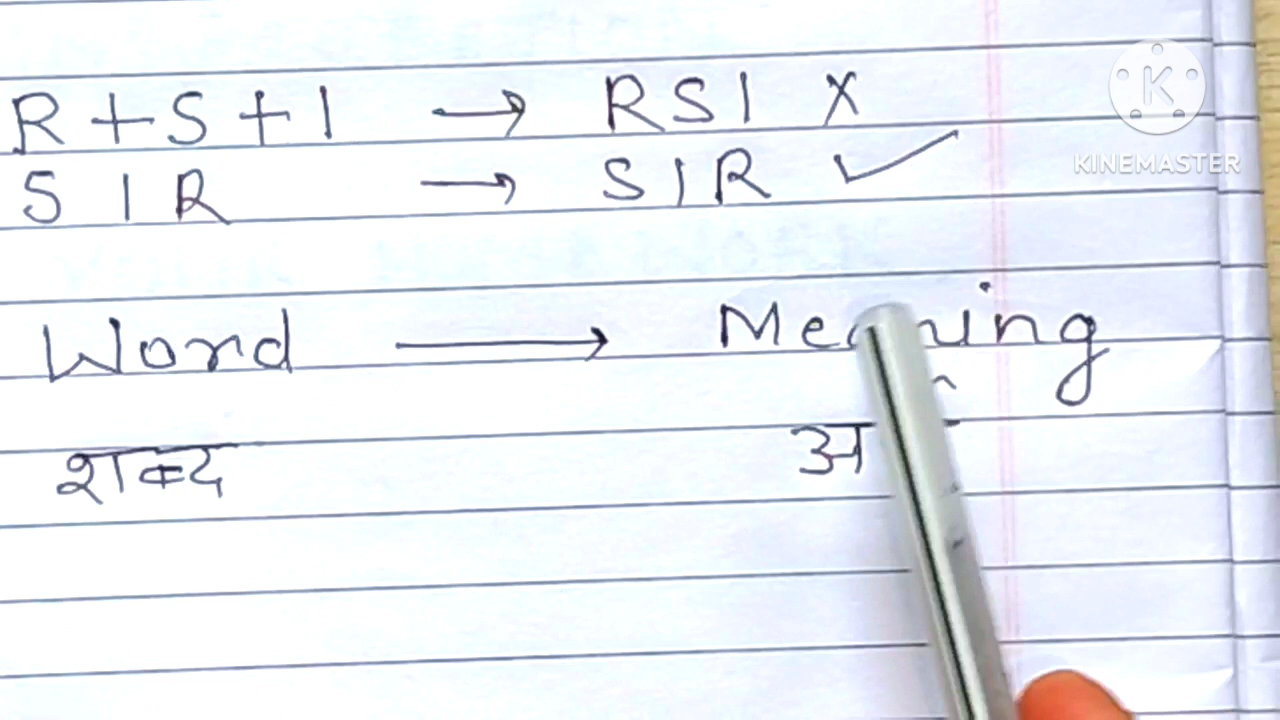 R + S + I → RSI X
S I R → SIR ✓
Word →
शब्द
KINEMASTER